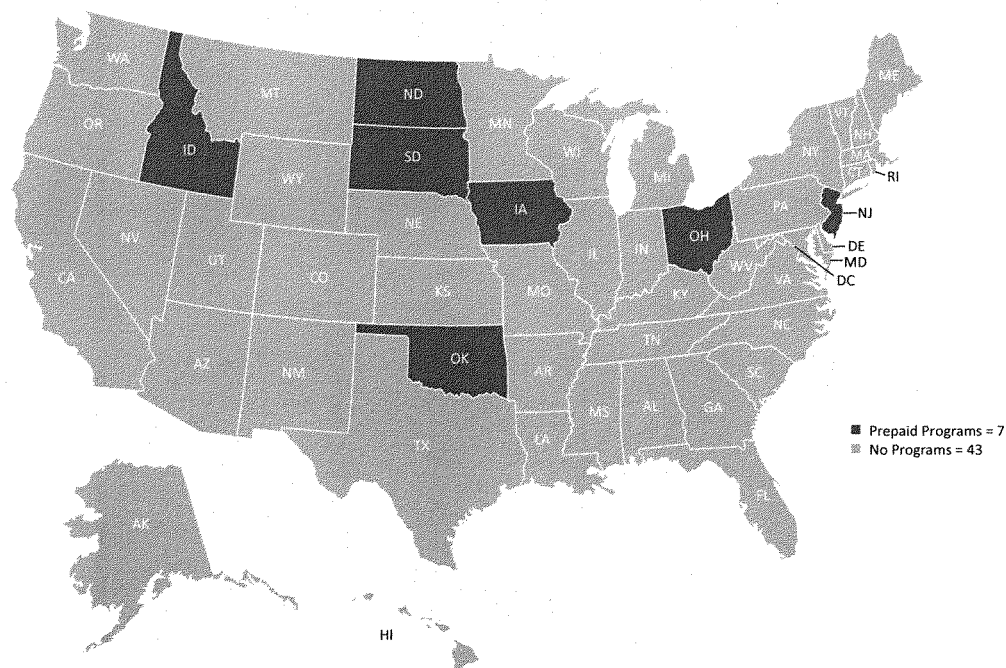 WA
MT
ND
MN
ME
OR
ID
SD
WI
MI
NY
VT
NH
MA
CT
RI
WY
IA
NE
PA
NJ
NV
UT
CO
KS
MO
IL
IN
OH
WV
VA
DE
MD
DC
CA
KY
AZ
NM
OK
AR
TN
NC
SC
MS
AL
GA
TX
LA
FL
Prepaid Programs = 7
No Programs = 43
AK
HI